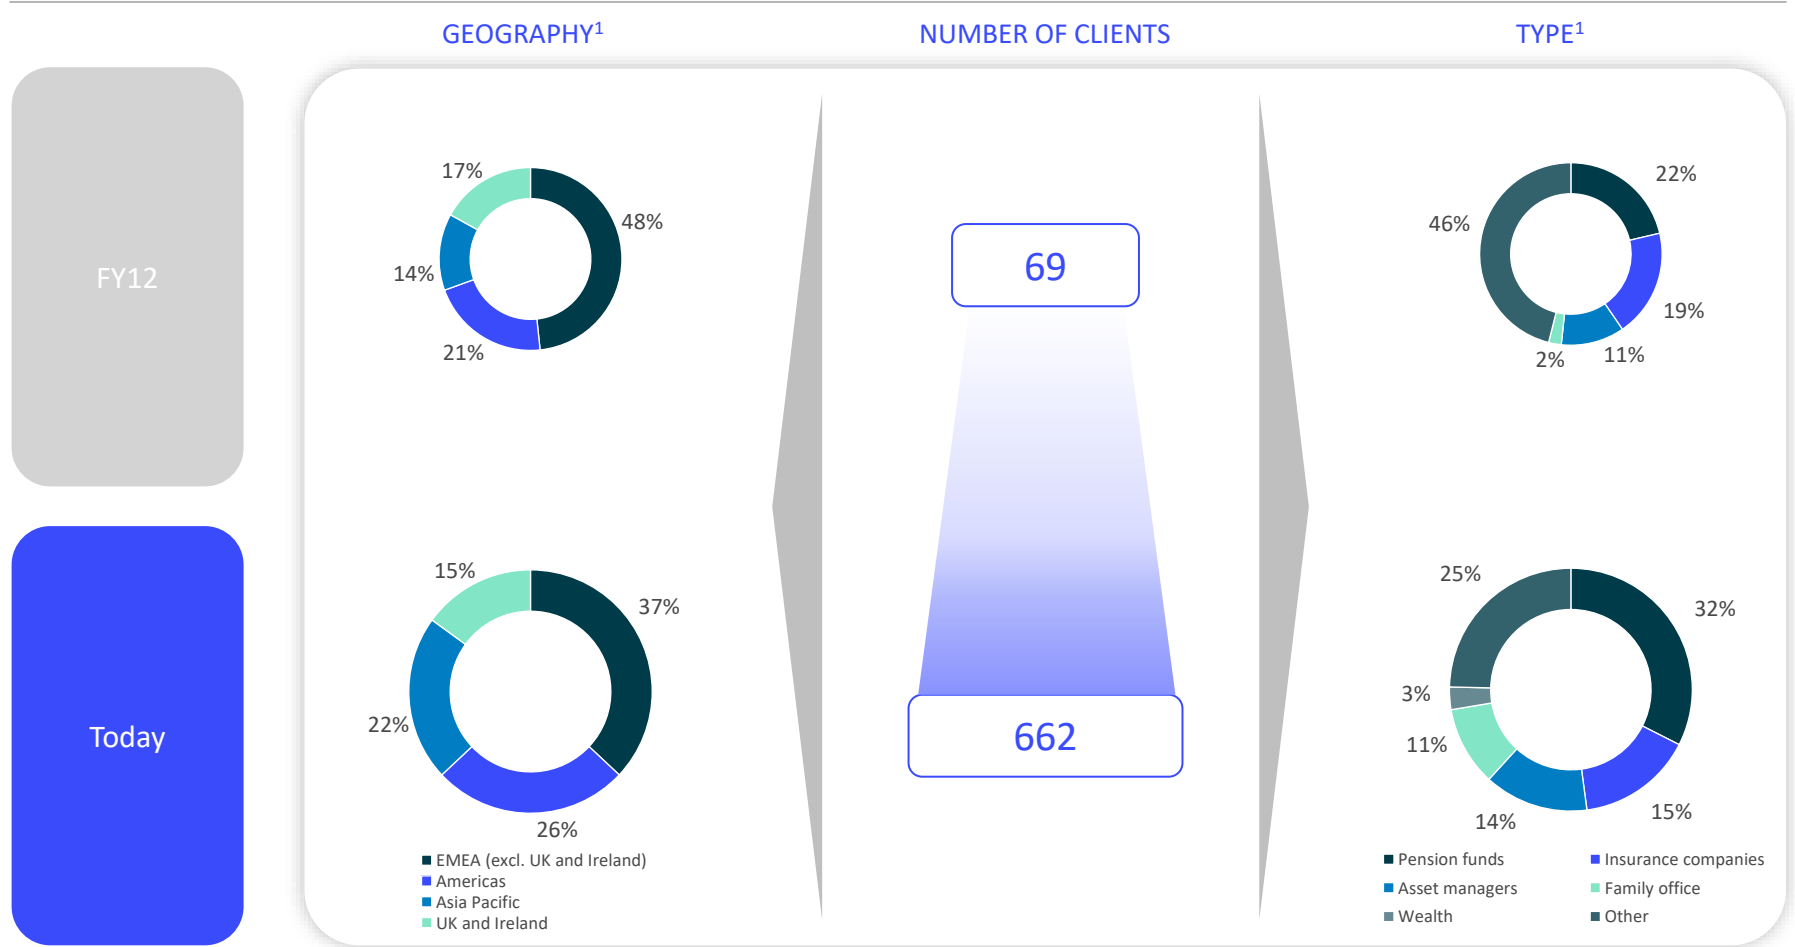 GEOGRAPHY1
NUMBER OF CLIENTS
TYPE1
FY12
17%
48%
14%
21%
69
22%
46%
19%
11%
2%
Today
15%
37%
22%
26%
EMEA (excl. UK and Ireland)
Americas
Asia Pacific
UK and Ireland
662
25%
32%
3%
11%
14%
15%
Pension funds
Insurance companies
Asset managers
Family office
Wealth
Other